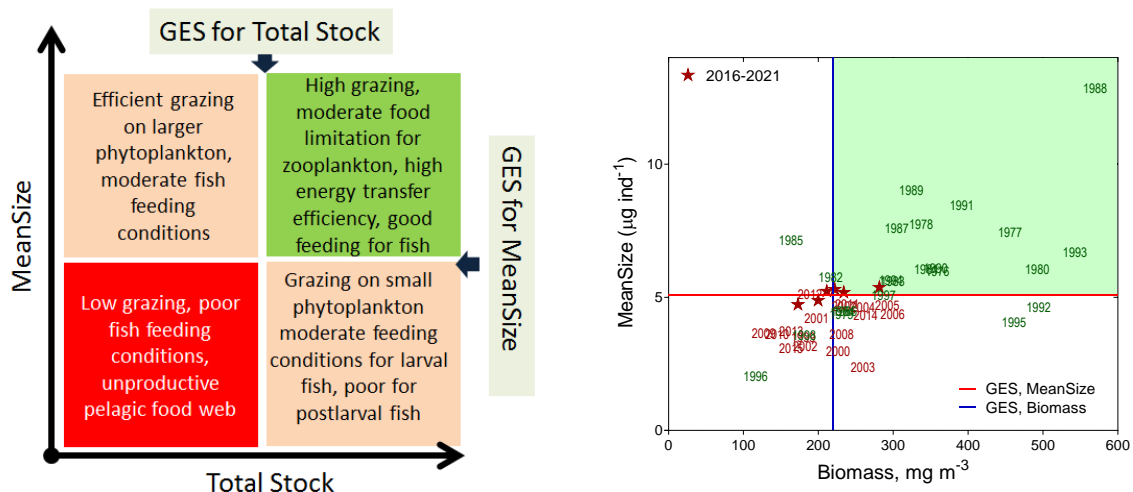 GES for Total Stock
MeanSize
Efficient grazing
on larger
phytoplankton,
moderate fish
feeding
conditions
High grazing,
moderate food
limitation for
zooplankton, high
energy transfer
efficiency, good
feeding for fish
GES for MeanSize
Low grazing, poor
fish feeding
conditions,
unproductive
pelagic food web
Grazing on small
phytoplankton
moderate feeding
conditions for larval
fish, poor for
postlarval fish
Total Stock
2016-2021
MeanSize (µg ind-1)
10
5
0
1988
1989
1991
1987
1978
1977
1985
1993
1980
1982
1990
1976
1997
1992
1995
2004
2005
2014
2006
2001
2008
2002
2000
2003
2015
1996
GES, MeanSize
GES, Biomass
0
100
200
300
400
500
600
Biomass, mg m-3